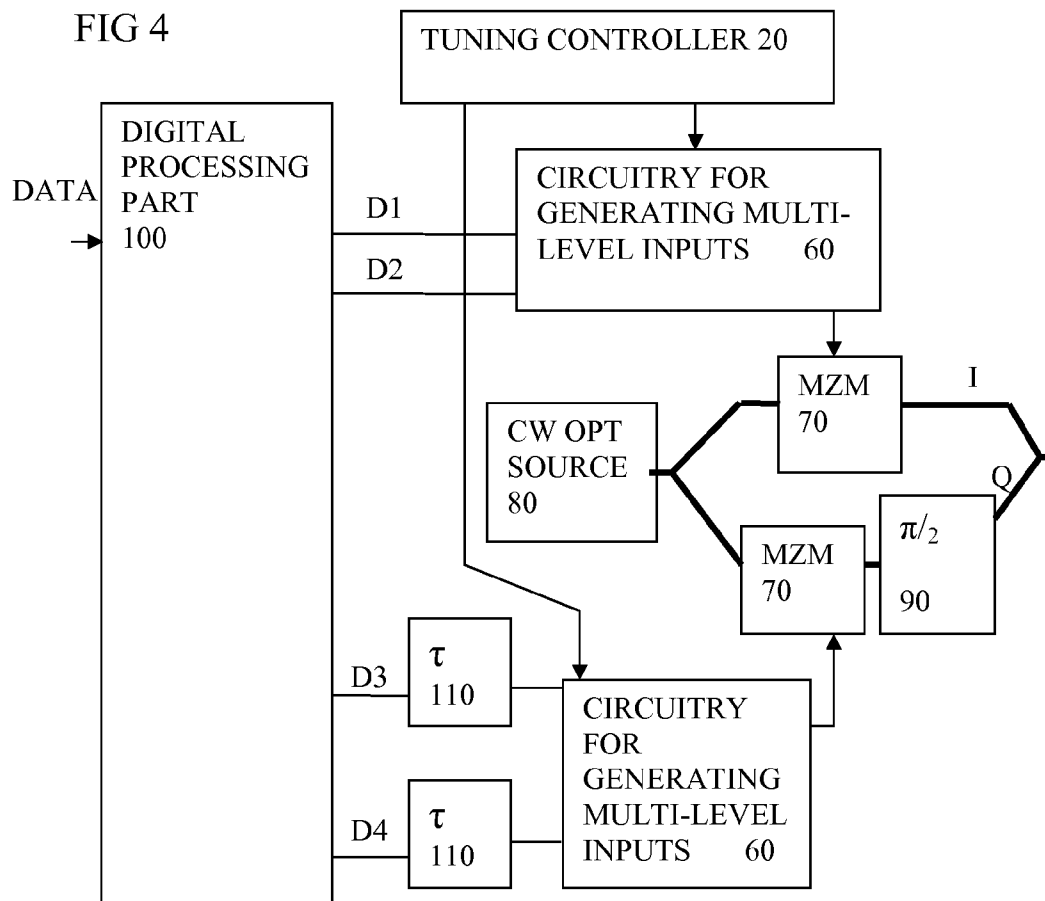 FIG 4
TUNING CONTROLLER 20
DIGITAL
PROCESSING
PART
100
DATA
D1
D2
CIRCUITRY FOR
GENERATING MULTI-
LEVEL INPUTS 60
MZM
70
I
CW OPT
SOURCE
80
Q
MZM
70
π/2
90
D3
τ
110
D4
τ
110
CIRCUITRY
FOR
GENERATING
MULTI-LEVEL
INPUTS 60